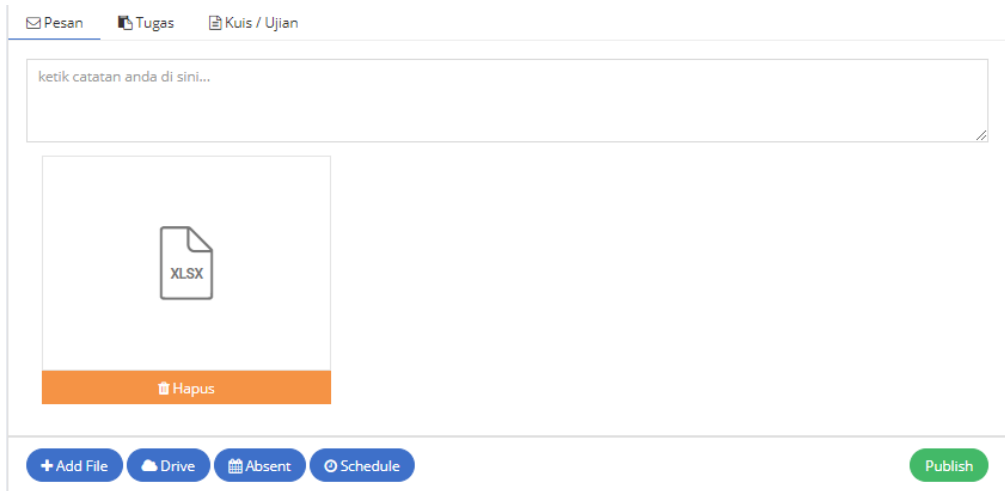 Pesan Tugas Kuis / Ujian
ketik catatan anda di sini...
XLSX
Hapus
Add File Drive Absent Schedule Publish